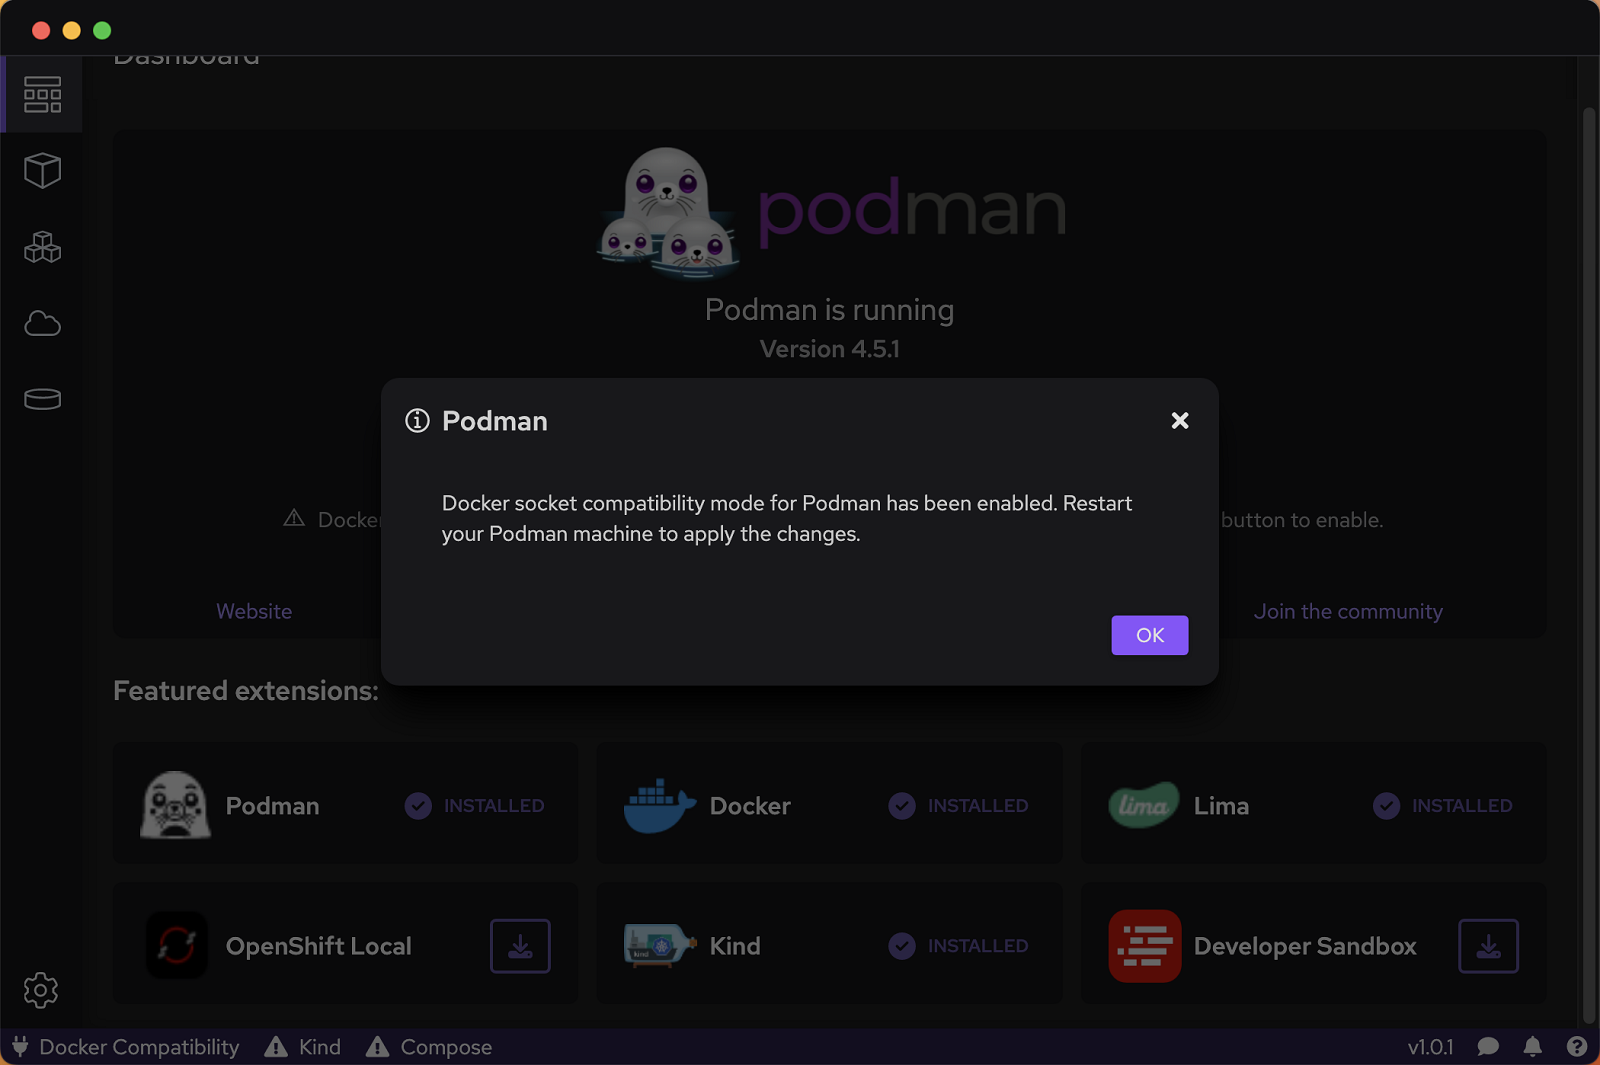 Dashboard
podman
Podman is running
Version 4.5.1
Podman
Docker socket compatibility mode for Podman has been enabled. Restart
your Podman machine to apply the changes.
Docker
button to enable.
Website
Join the community
OK
Featured extensions:
Podman
INSTALLED
Docker
INSTALLED
lima
Lima
INSTALLED
OpenShift Local
kind
Kind
INSTALLED
Developer Sandbox
Docker Compatibility
Kind
Compose
v1.0.1